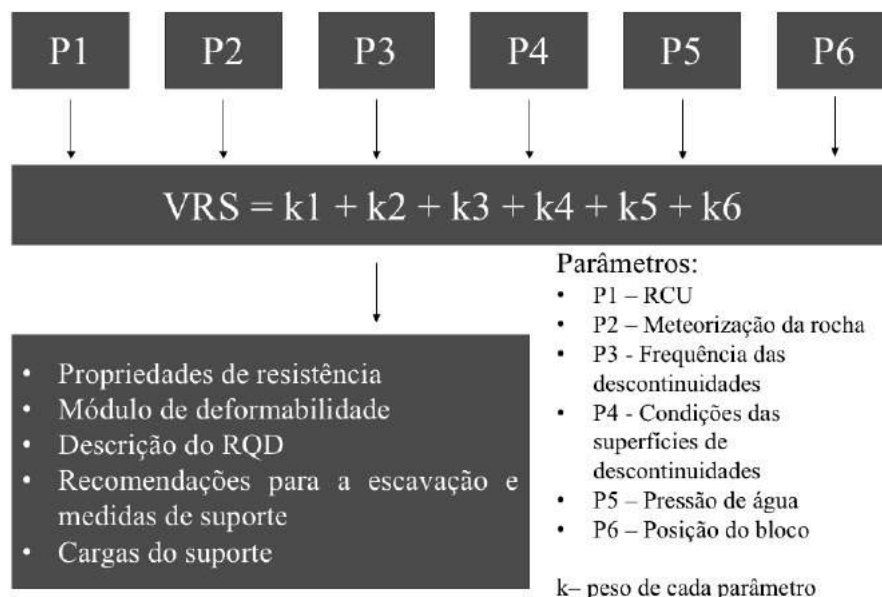 P1 P2 P3 P4 P5 P6
VRS = k1 + k2 + k3 + k4 + k5 + k6
• Propriedades de resistência
• Módulo de deformabilidade
• Descrição do RQD
• Recomendações para a escavação e
medidas de suporte
• Cargas do suporte
Parâmetros:
• P1 – RCU
• P2 – Meteorização da rocha
• P3 - Frequência das
descontinuidades
• P4 - Condições das
superfícies de
descontinuidades
• P5 – Pressão de água
• P6 – Posição do bloco
k– peso de cada parâmetro